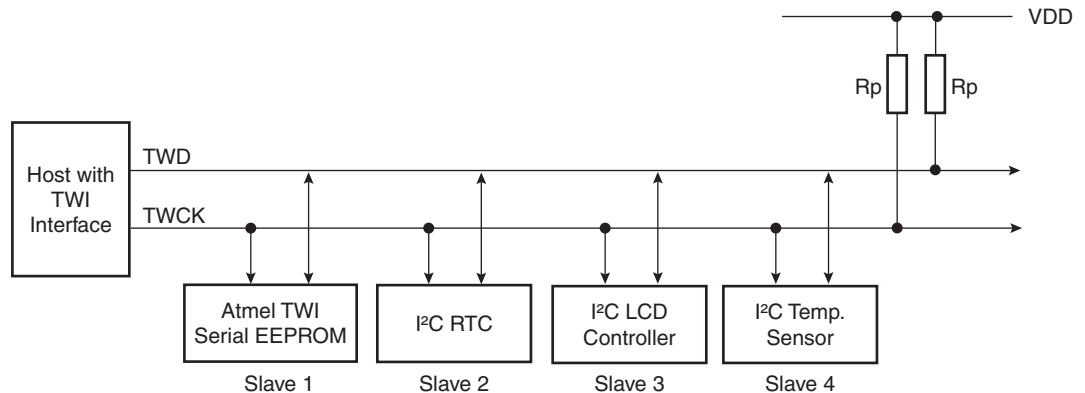 VDD
Rp Rp
Host with
TWI
Interface
TWD
TWCK
Atmel TWI
Serial EEPROM
I²C RTC
I²C LCD
Controller
I²C Temp.
Sensor
Slave 1
Slave 2
Slave 3
Slave 4